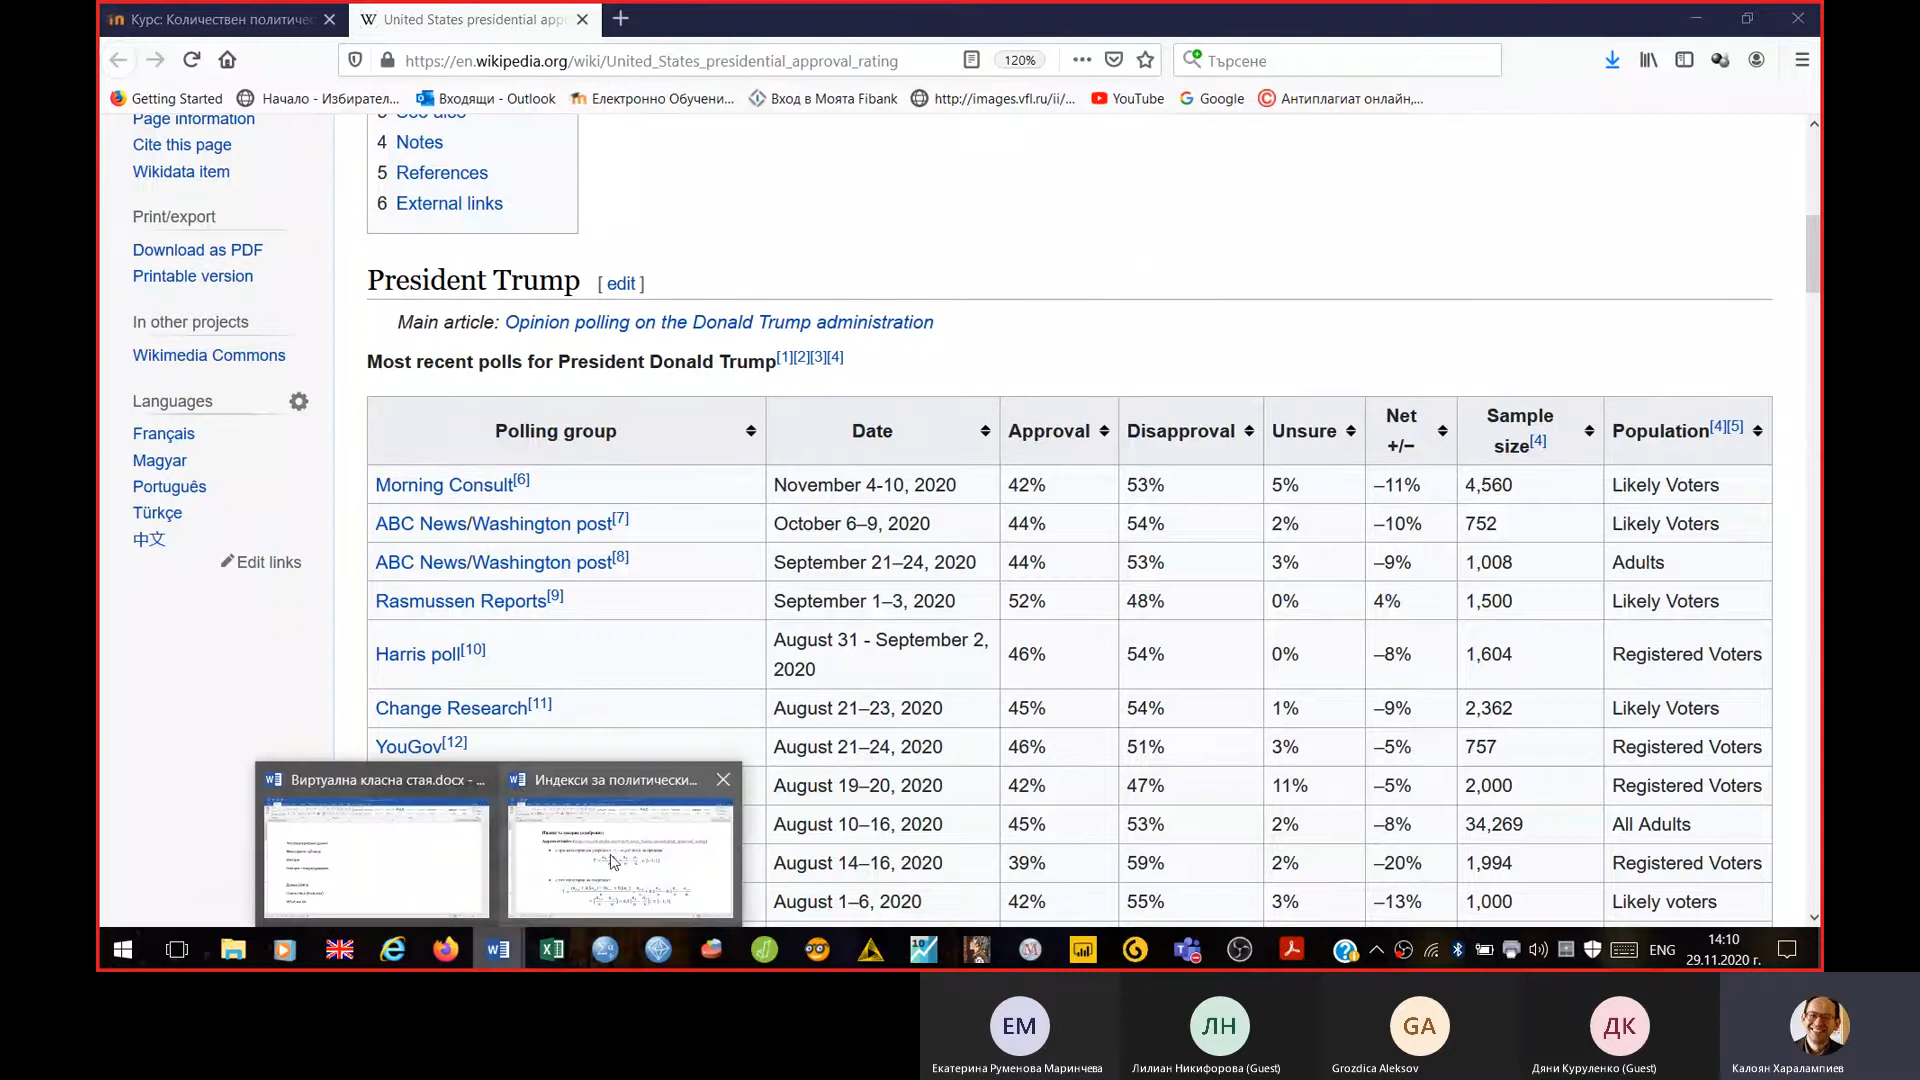 Курс: Количествен политичес
United States presidential app
https://en.wikipedia.org/wiki/United_States_presidential_approval_rating
120%
Търсене
Getting Started
Начало - Избирател...
Входящи - Outlook
Електронно Обучени...
Вход в Моята Fibank
http://images.vfl.ru/ii/...
YouTube
Google
Антиплагиат онлайн,...
Page information
Cite this page
Wikidata item
Print/export
Download as PDF
Printable version
In other projects
Wikimedia Commons
Languages
Français
Magyar
Português
Türkçe
中文
Edit links
3 See also
4 Notes
5 References
6 External links
President Trump [ edit ]
Main article: Opinion polling on the Donald Trump administration
Most recent polls for President Donald Trump[1][2][3][4]
Polling group Date Approval Disapproval Unsure Net +/− Sample size[4] Population[4][5]
Morning Consult[6] November 4-10, 2020 42% 53% 5% –11% 4,560 Likely Voters
ABC News/Washington post[7] October 6–9, 2020 44% 54% 2% –10% 752 Likely Voters
ABC News/Washington post[8] September 21–24, 2020 44% 53% 3% –9% 1,008 Adults
Rasmussen Reports[9] September 1–3, 2020 52% 48% 0% 4% 1,500 Likely Voters
Harris poll[10] August 31 - September 2, 2020 46% 54% 0% –8% 1,604 Registered Voters
Change Research[11] August 21–23, 2020 45% 54% 1% –9% 2,362 Likely Voters
YouGov[12] August 21–24, 2020 46% 51% 3% –5% 757 Registered Voters
August 19–20, 2020 42% 47% 11% –5% 2,000 Registered Voters
August 10–16, 2020 45% 53% 2% –8% 34,269 All Adults
August 14–16, 2020 39% 59% 2% –20% 1,994 Registered Voters
August 1–6, 2020 42% 55% 3% –13% 1,000 Likely voters
Виртуална класна стая.docx - ...
Индекси за политически...
ENG
14:10
29.11.2020 г.
EM
ЛН
GA
ДК
Екатерина Руменова Маринчева
Лилиан Никифорова (Guest)
Grozdica Aleksov
Дяни Куруленко (Guest)
Калоян Харалампиев